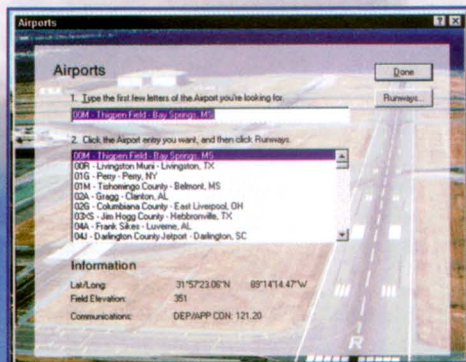 Airports
Airports
Done
1. Type the first few letters of the Airport you're looking for:
Runways...
00M - Thigpen Field - Bay Springs, MS
2. Click the Airport entry you want, and then click Runways.
00M - Thigpen Field - Bay Springs, MS
00R - Livingston Muni - Livingston, TX
01G - Perry - Perry, NY
01M - Tishomingo County - Belmont, MS
02A - Gragg - Clanton, AL
02G - Columbiana County - East Liverpool, OH
03XS - Jim Hogg County - Hebbronville, TX
04A - Frank Sikes - Luverne, AL
04J - Darlington County Jetport - Darlington, SC
Information
Lat/Long: 31°57'23.06"N 89°14'14.47"W
Field Elevation: 351
Communications: DEP/APP CON: 121.20
R